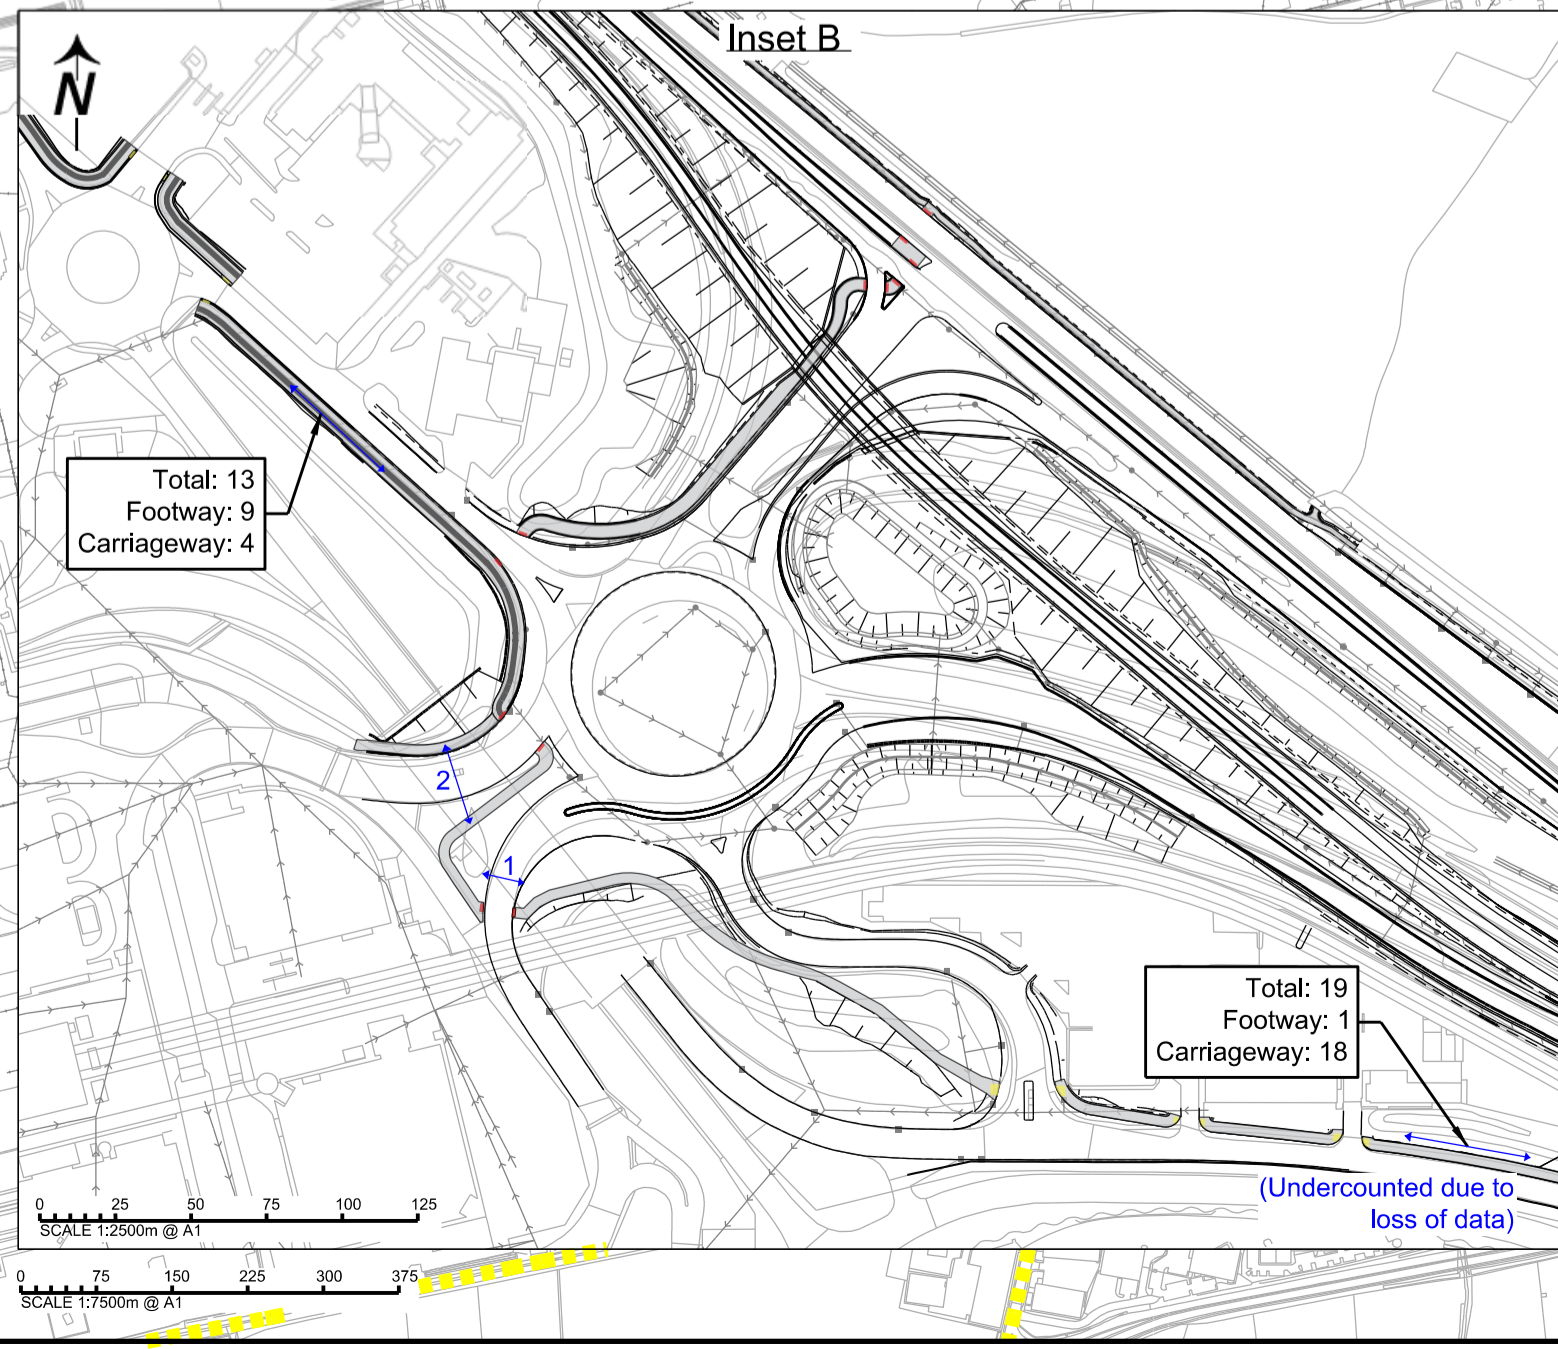 Inset B
N
Total: 13
Footway: 9
Carriageway: 4
2
1
Total: 19
Footway: 1
Carriageway: 18
(Undercounted due to
loss of data)
0 25 50 75 100 125
SCALE 1:2500m @ A1
0 75 150 225 300 375
SCALE 1:7500m @ A1